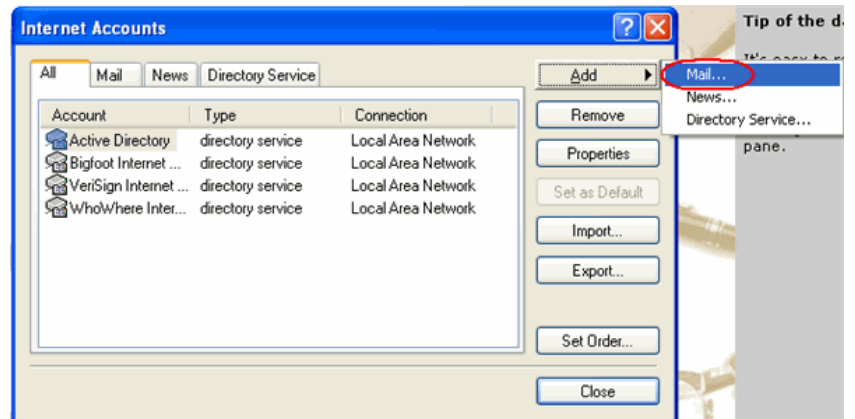 Internet Accounts
Tip of the d
All Mail News Directory Service
Add
Mail...
News...
Directory Service...
pane.
Account Type Connection
Active Directory directory service Local Area Network
Bigfoot Internet ... directory service Local Area Network
VeriSign Internet ... directory service Local Area Network
WhoWhere Inter... directory service Local Area Network
Remove
Properties
Set as Default
Import...
Export...
Set Order...
Close